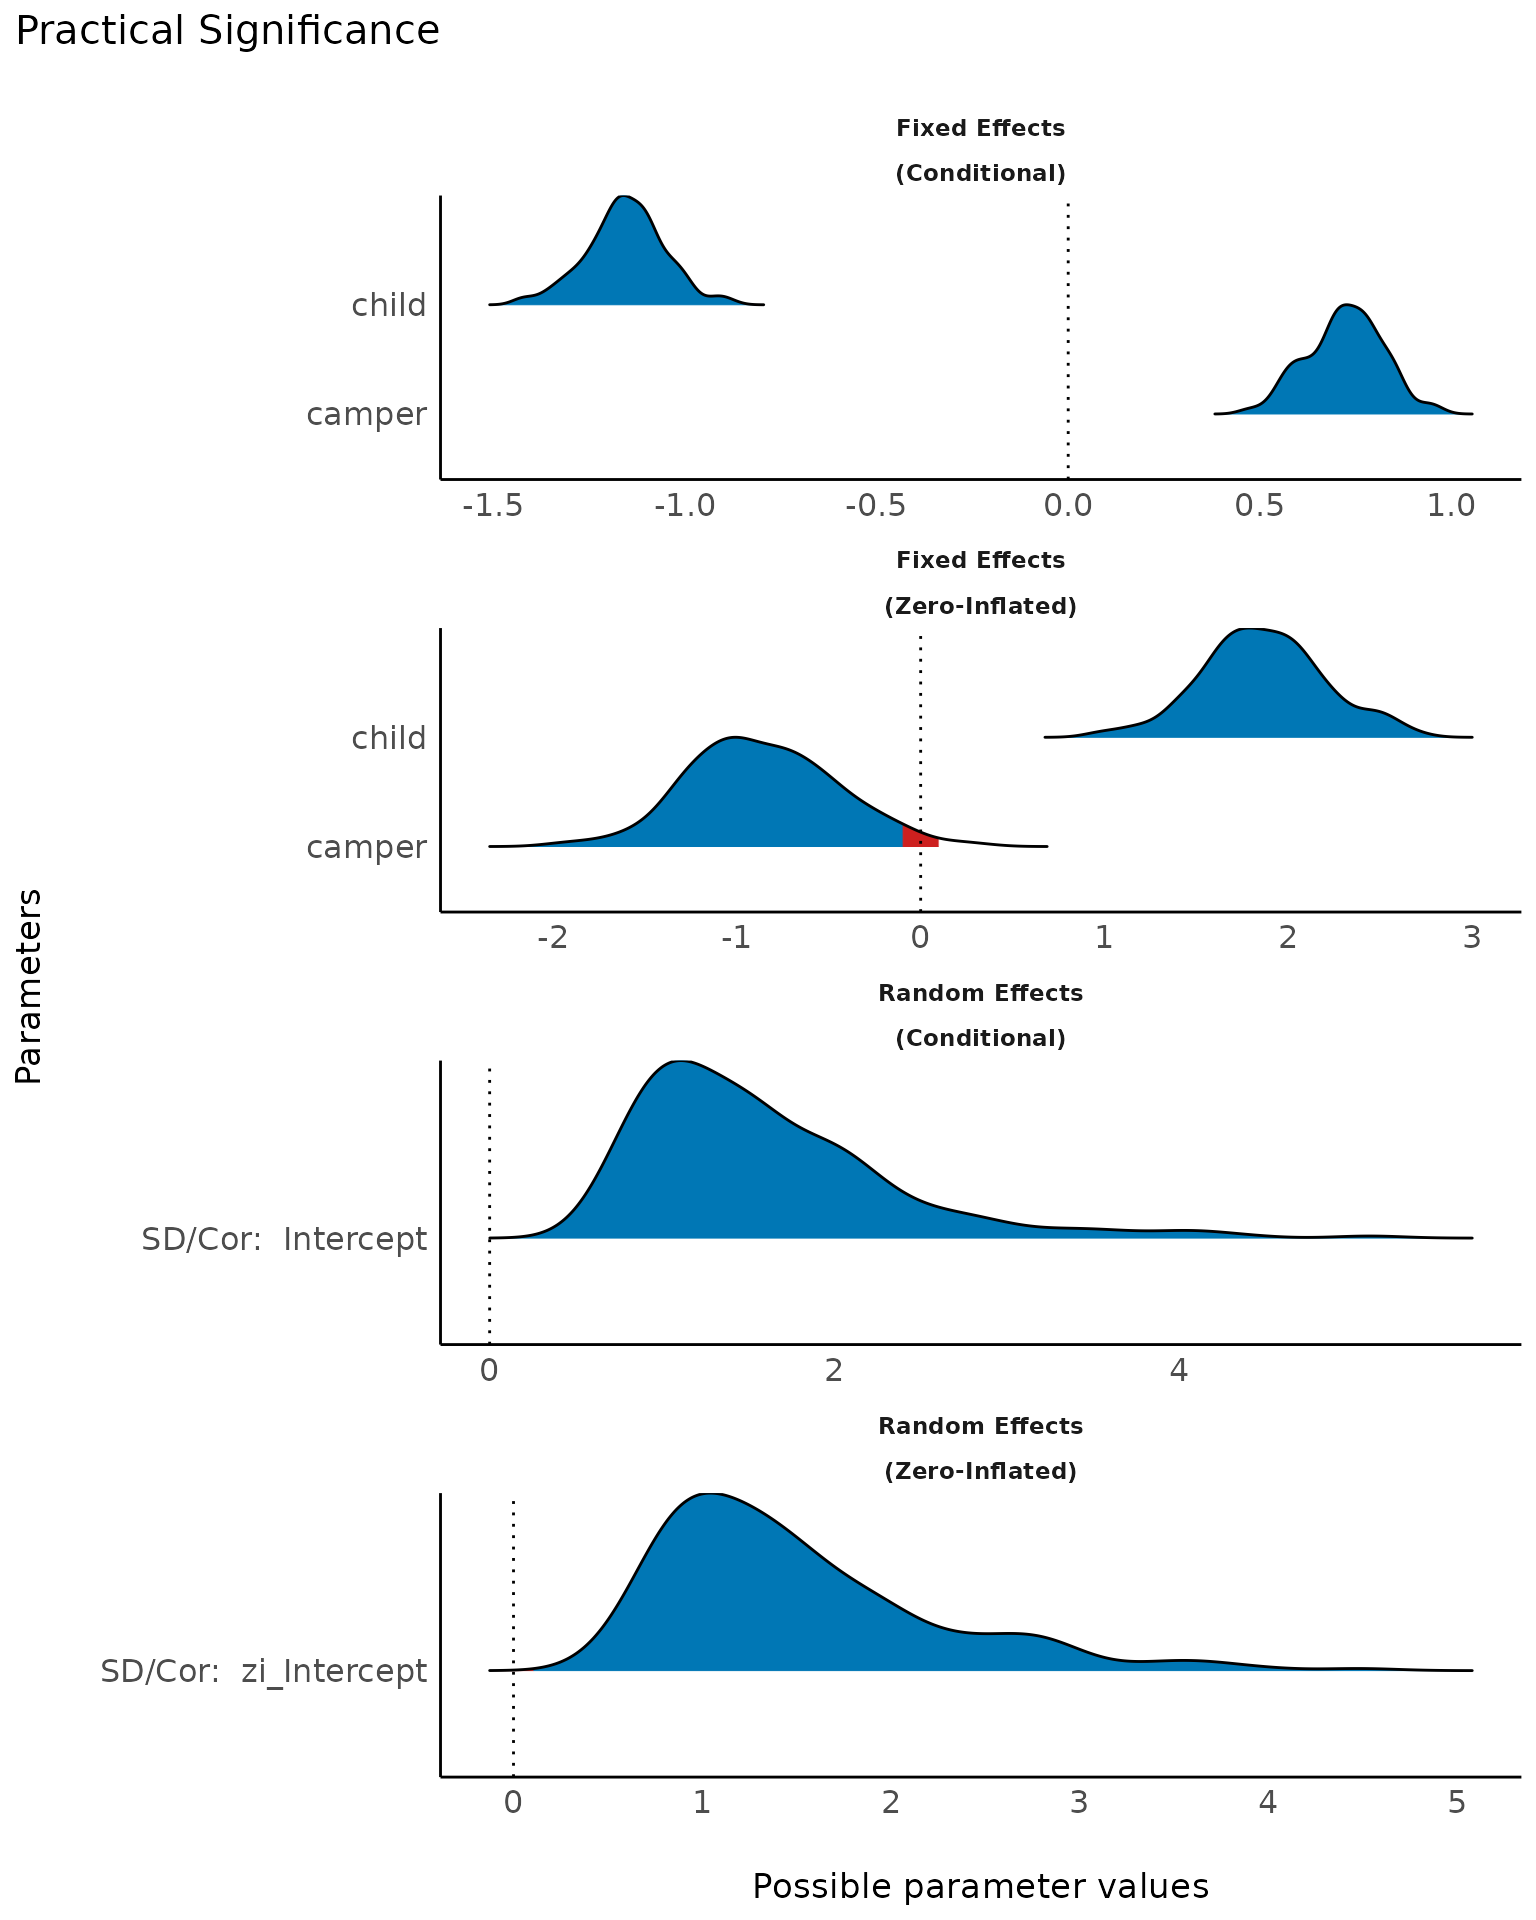 Practical Significance
Fixed Effects
(Conditional)
child
camper
-1.5 -1.0 -0.5 0.0 0.5 1.0
Fixed Effects
(Zero-Inflated)
child
camper
-2 -1 0 1 2 3
Parameters
Random Effects
(Conditional)
SD/Cor: Intercept
0 2 4
Random Effects
(Zero-Inflated)
SD/Cor: zi_Intercept
0 1 2 3 4 5
Possible parameter values